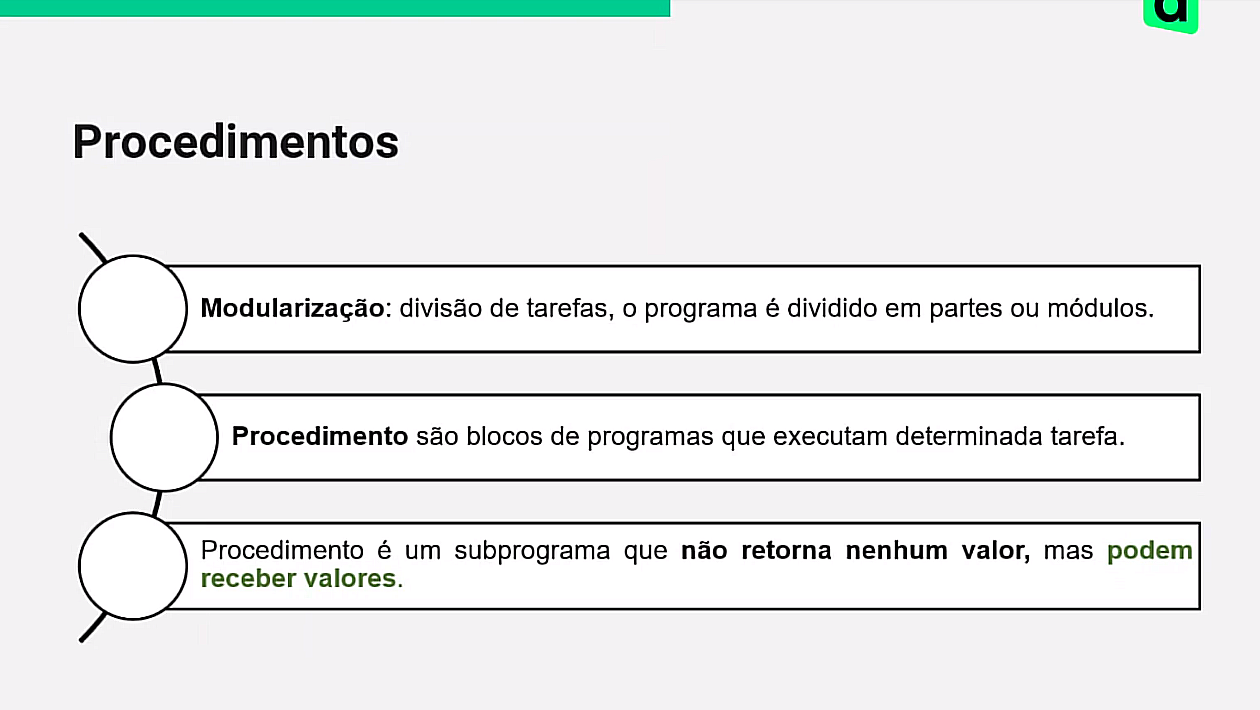 Procedimentos
Modularização: divisão de tarefas, o programa é dividido em partes ou módulos.
Procedimento são blocos de programas que executam determinada tarefa.
Procedimento é um subprograma que não retorna nenhum valor, mas podem
receber valores.